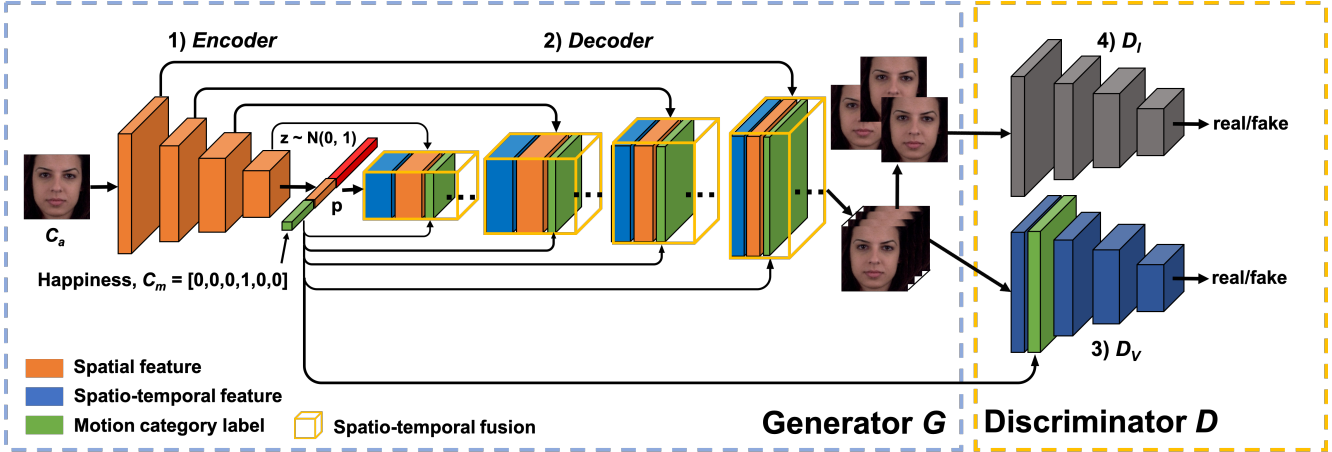 1) Encoder
2) Decoder
4) D_I
z ~ N(0, 1)
real/fake
p
C_a
Happiness, C_m = [0,0,0,1,0,0]
real/fake
3) D_V
Spatial feature
Spatio-temporal feature
Motion category label
Spatio-temporal fusion
Generator G
Discriminator D